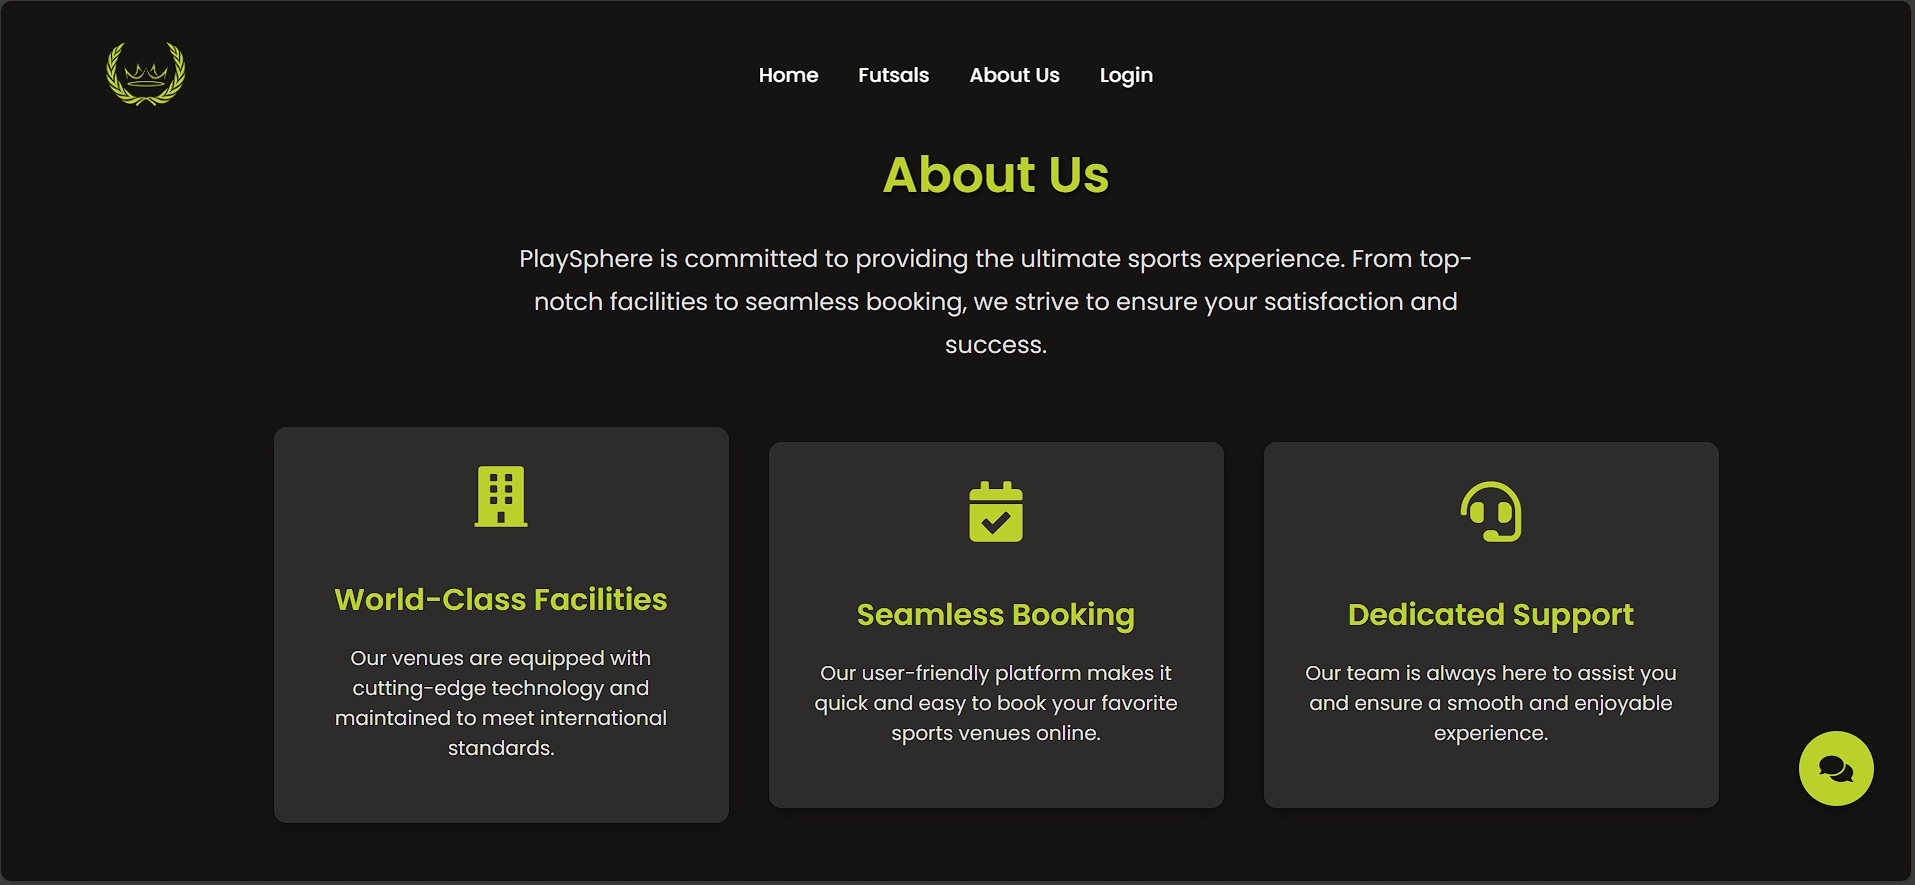 Home Futsals About Us Login
About Us
PlaySphere is committed to providing the ultimate sports experience. From top-
notch facilities to seamless booking, we strive to ensure your satisfaction and
success.
World-Class Facilities
Our venues are equipped with
cutting-edge technology and
maintained to meet international
standards.
Seamless Booking
Our user-friendly platform makes it
quick and easy to book your favorite
sports venues online.
Dedicated Support
Our team is always here to assist you
and ensure a smooth and enjoyable
experience.